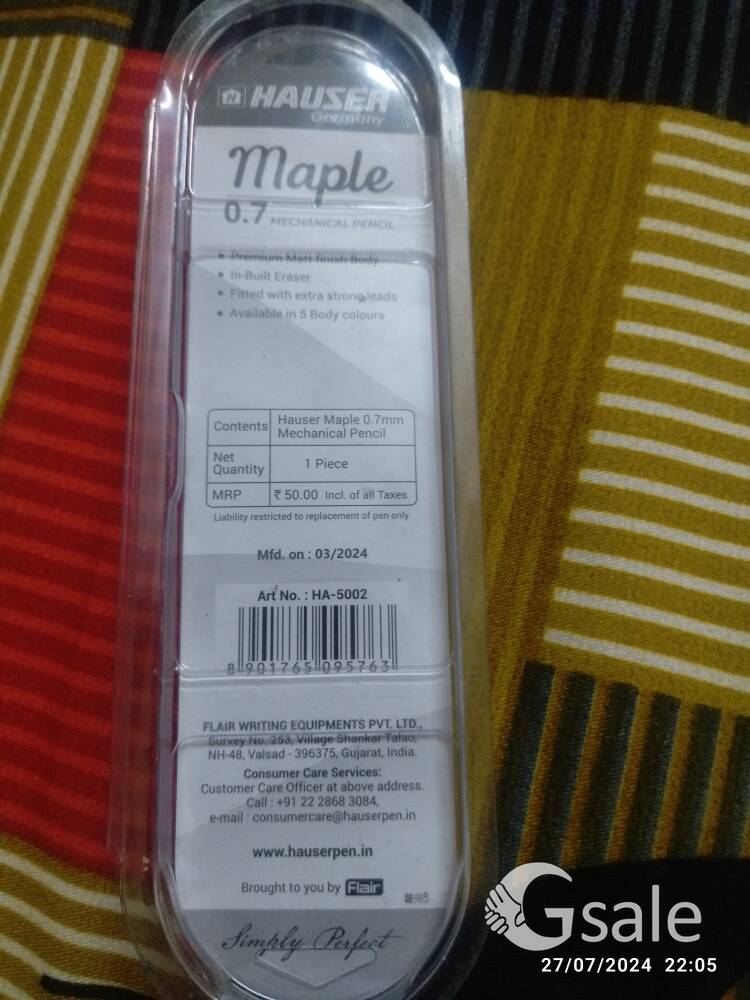 HAUSER
Germany
Maple
0.7 MECHANICAL PENCIL
• Premium Matt finish Body
• In-Built Eraser
• Fitted with extra strong leads
• Available in 5 Body colours
Contents Hauser Maple 0.7mm
Mechanical Pencil
Net
Quantity 1 Piece
MRP ₹ 50.00 Incl. of all Taxes
Liability restricted to replacement of pen only
Mfd. on : 03/2024
Art No. : HA-5002
8 901765 095763
FLAIR WRITING EQUIPMENTS PVT. LTD.,
Survey No. 253, Village Shankar Talao,
NH-48, Valsad - 396375, Gujarat, India.
Consumer Care Services:
Customer Care Officer at above address.
Call : +91 22 2868 3084,
e-mail : consumercare@hauserpen.in
www.hauserpen.in
Brought to you by Flair
Simply Perfect
Gsale
27/07/2024 22:05